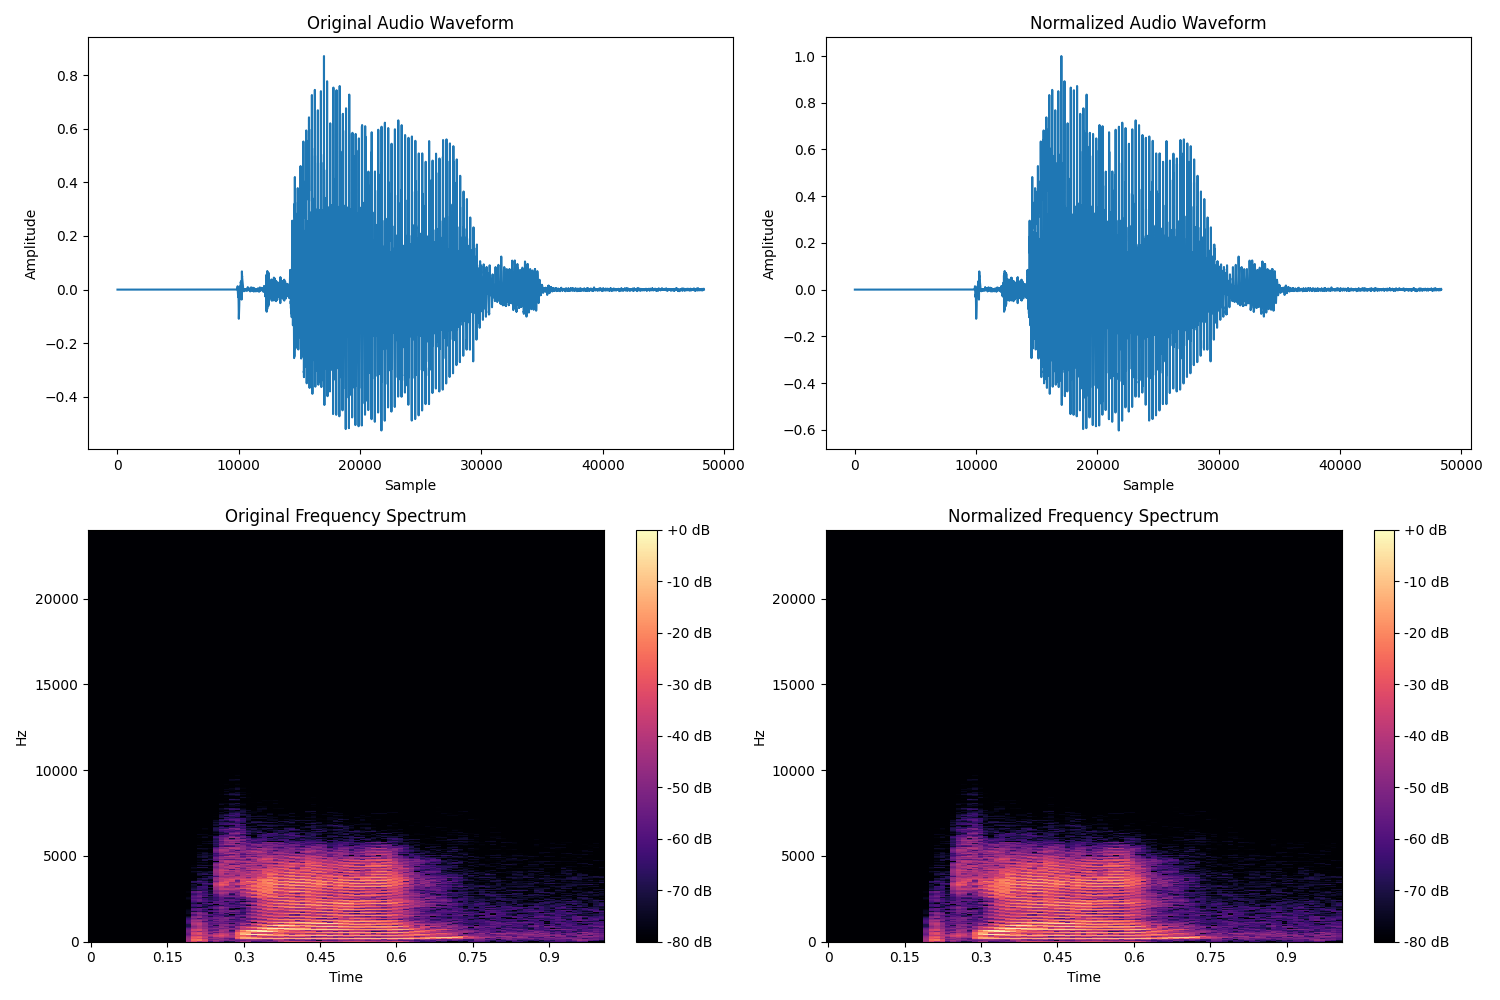 Original Audio Waveform
Amplitude
0.8
0.6
0.4
0.2
0.0
−0.2
−0.4
0 10000 20000 30000 40000 50000
Sample
Normalized Audio Waveform
Amplitude
1.0
0.8
0.6
0.4
0.2
0.0
−0.2
−0.4
−0.6
0 10000 20000 30000 40000 50000
Sample
Original Frequency Spectrum
Hz
20000
15000
10000
5000
0
0 0.15 0.3 0.45 0.6 0.75 0.9
Time
+0 dB
-10 dB
-20 dB
-30 dB
-40 dB
-50 dB
-60 dB
-70 dB
-80 dB
Normalized Frequency Spectrum
Hz
20000
15000
10000
5000
0
0 0.15 0.3 0.45 0.6 0.75 0.9
Time
+0 dB
-10 dB
-20 dB
-30 dB
-40 dB
-50 dB
-60 dB
-70 dB
-80 dB